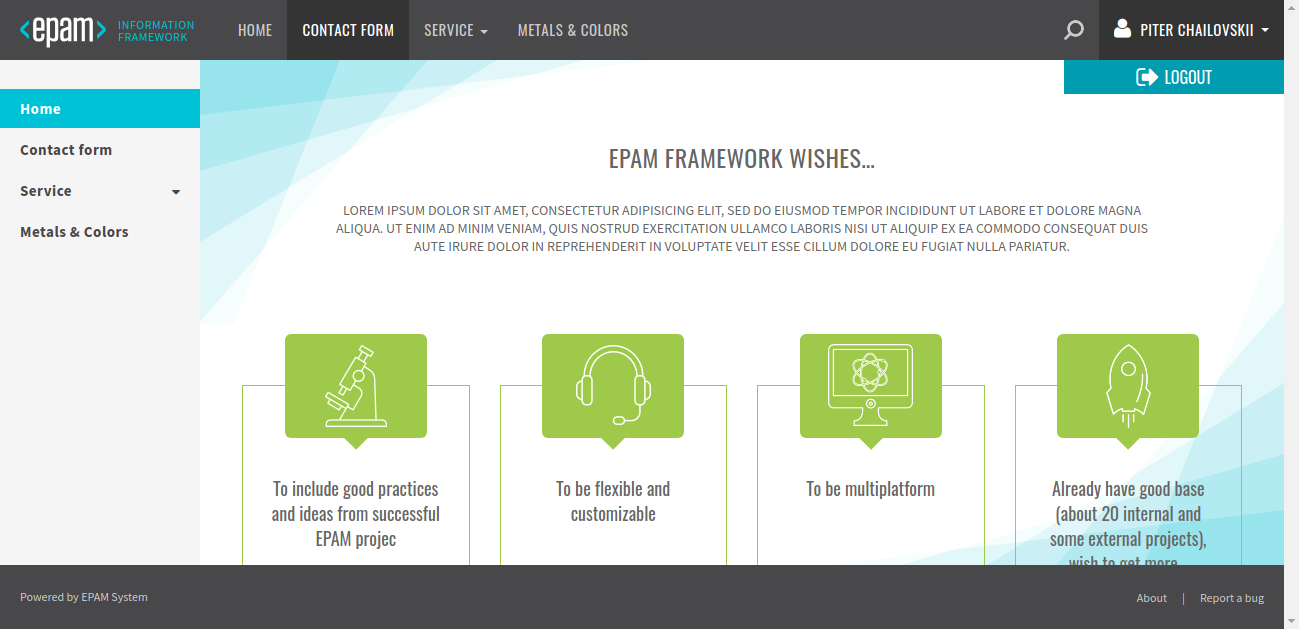 <epam> INFORMATION
FRAMEWORK
HOME CONTACT FORM SERVICE METALS & COLORS PITER CHAILOVSKII
LOGOUT
Home
Contact form
Service
Metals & Colors
EPAM FRAMEWORK WISHES...
LOREM IPSUM DOLOR SIT AMET, CONSECTETUR ADIPISICING ELIT, SED DO EIUSMOD TEMPOR INCIDIDUNT UT LABORE ET DOLORE MAGNA
ALIQUA. UT ENIM AD MINIM VENIAM, QUIS NOSTRUD EXERCITATION ULLAMCO LABORIS NISI UT ALIQUIP EX EA COMMODO CONSEQUAT DUIS
AUTE IRURE DOLOR IN REPREHENDERIT IN VOLUPTATE VELIT ESSE CILLUM DOLORE EU FUGIAT NULLA PARIATUR.
To include good practices
and ideas from successful
EPAM projec
To be flexible and
customizable
To be multiplatform
Already have good base
(about 20 internal and
some external projects),
wish to get more
Powered by EPAM System
About | Report a bug